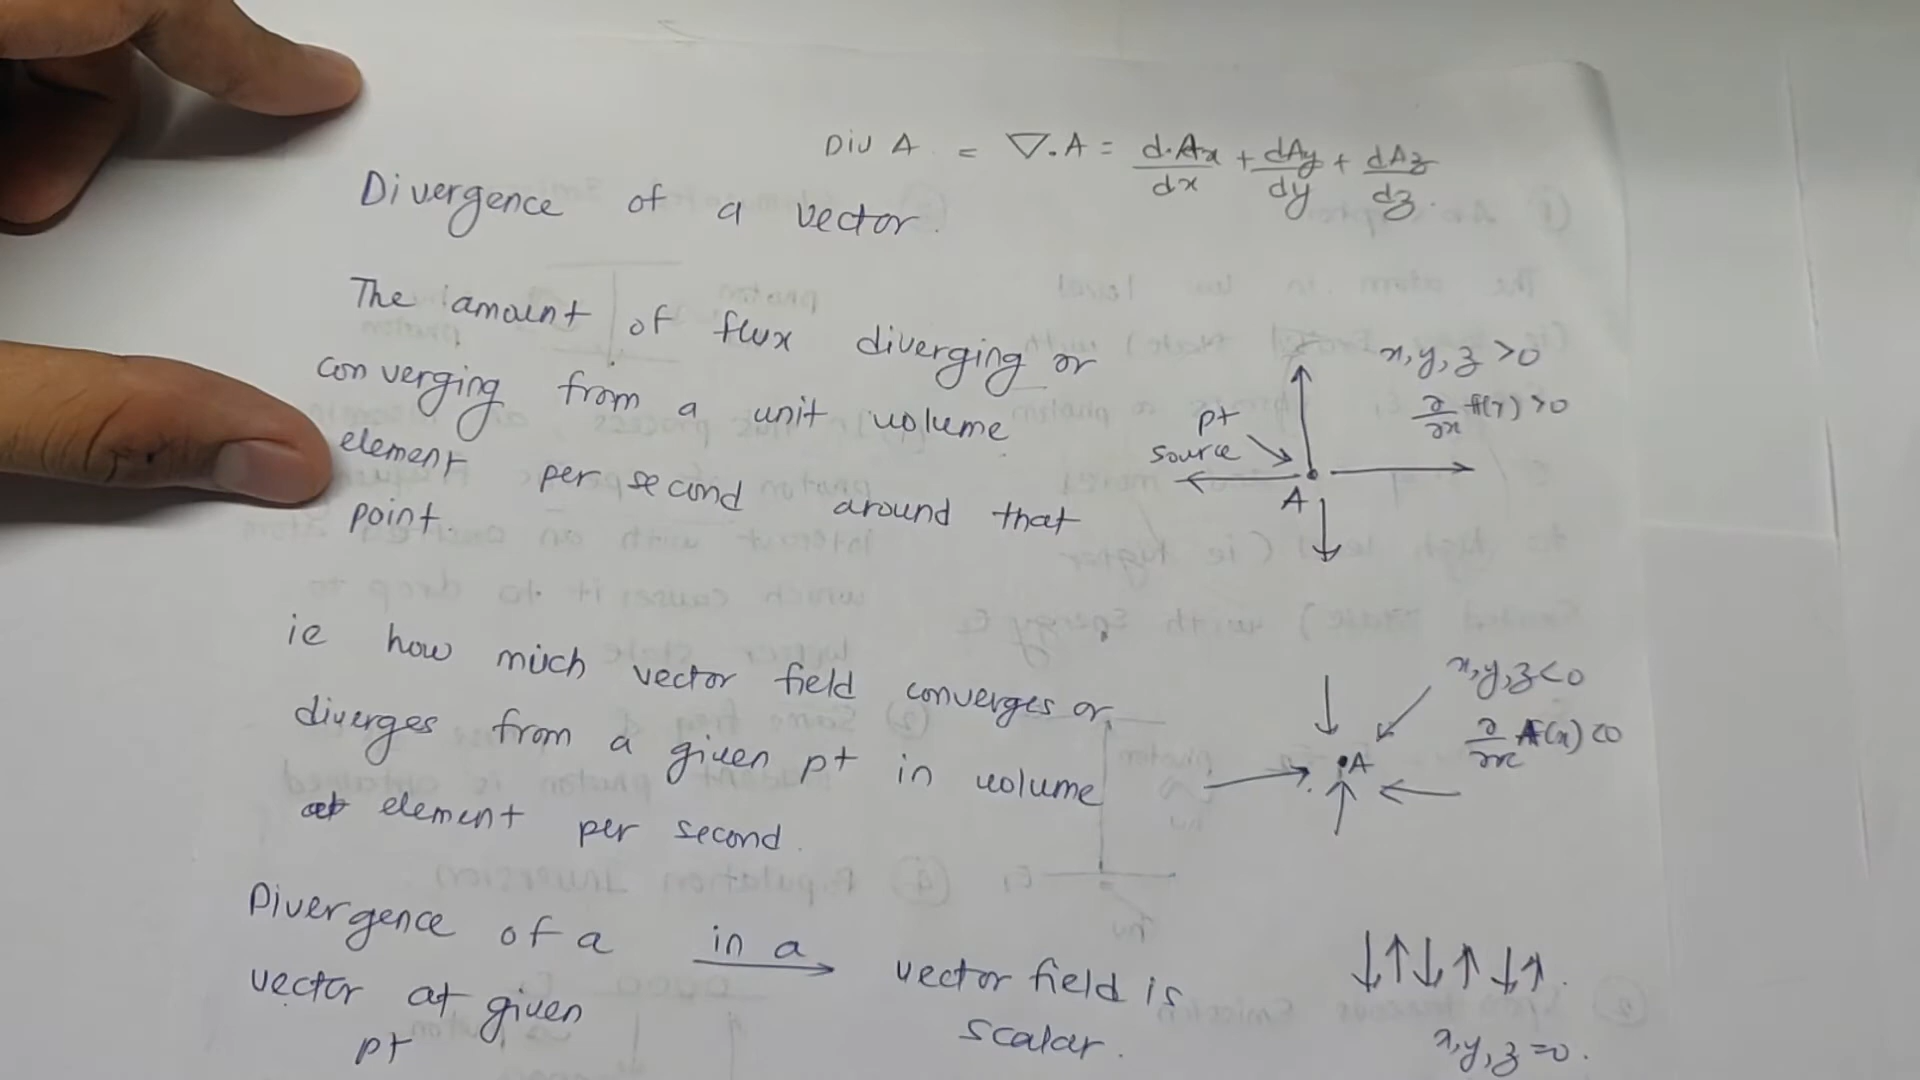 DIV A = ∇.A = d.Ax/dx + dAy/dy + dAz/dz.
Divergence of a vector.
The amount of flux diverging or
converging from a unit volume
element per second around that
point.
x, y, z >0
∂/∂x f(x) >0
pt
source
A
ie how much vector field converges or
diverges from a given pt in volume
element per second.
x, y, z <0
∂/∂x f(x) <0
A
Divergence of a in a vector field is
vector at given scalar.
pt
x, y, z =0.